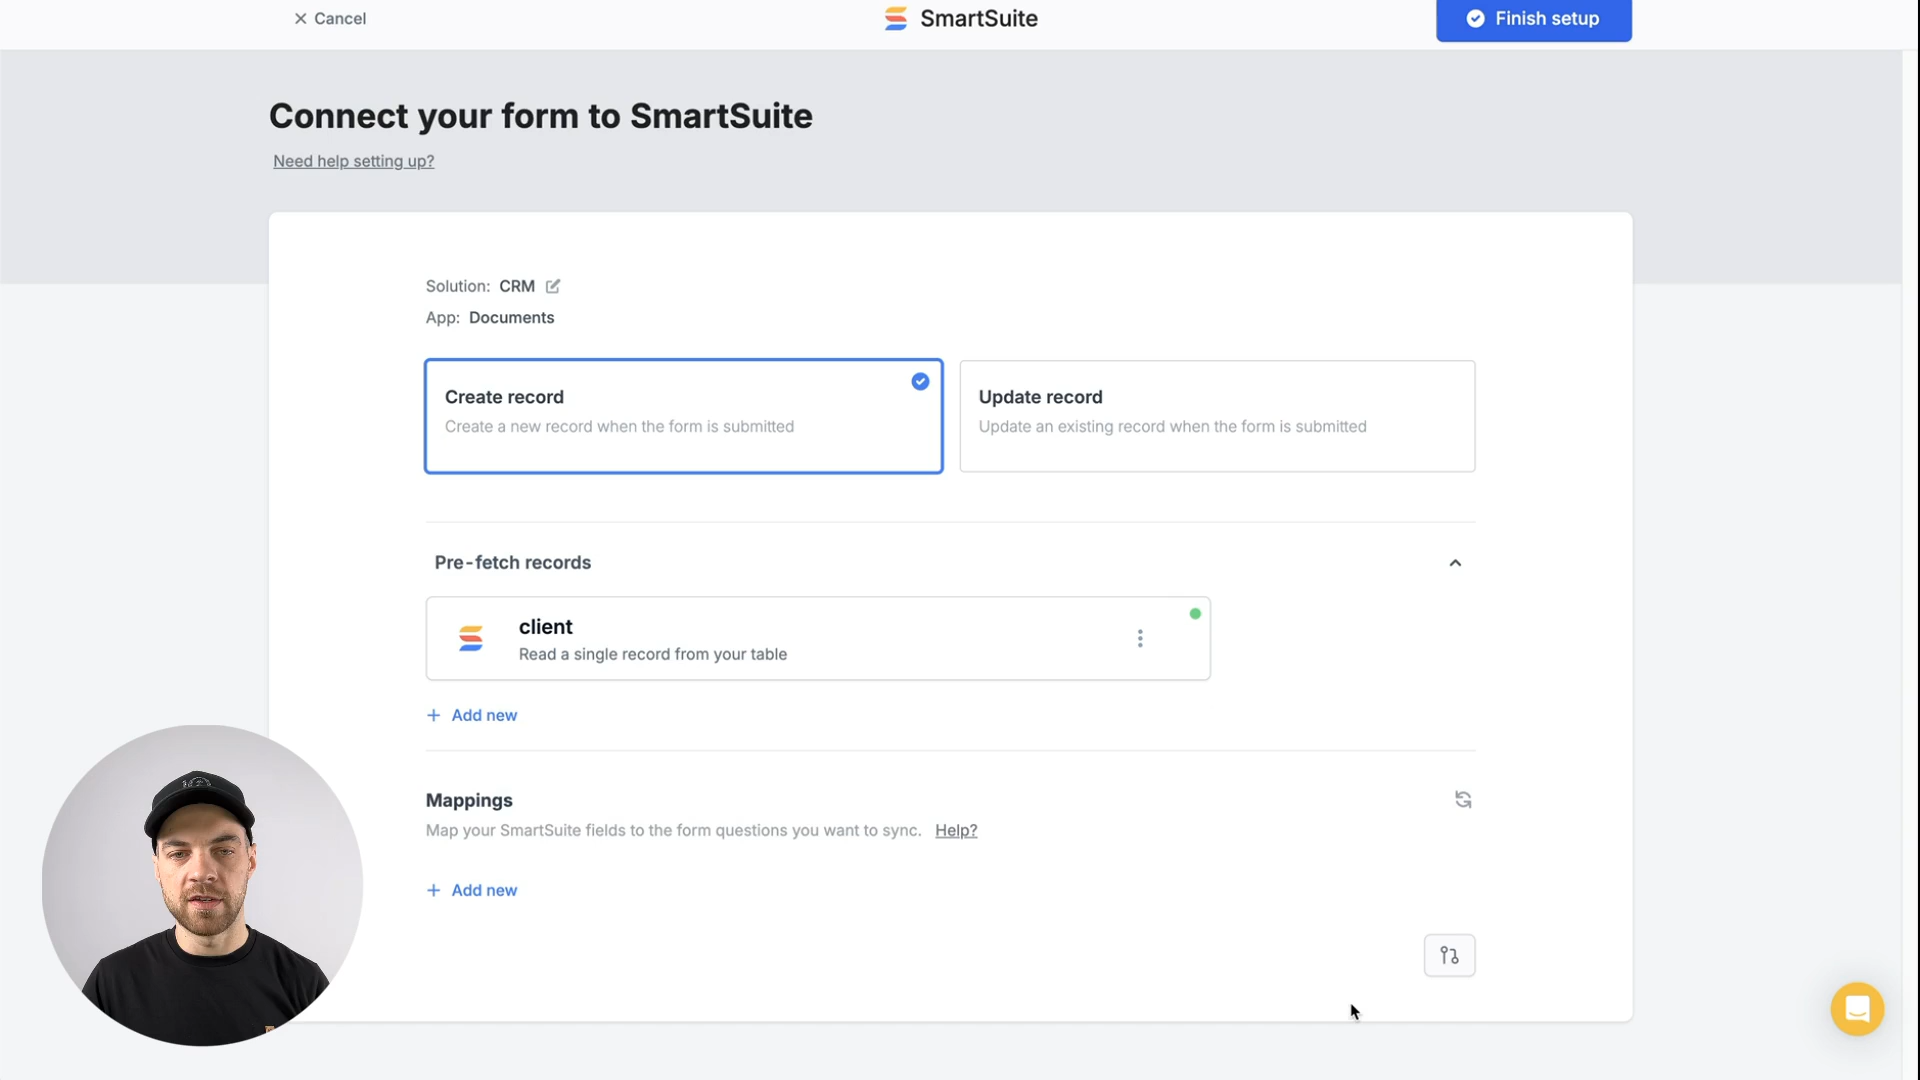 Cancel
SmartSuite
Finish setup
Connect your form to SmartSuite
Need help setting up?
Solution: CRM
App: Documents
Create record
Create a new record when the form is submitted
Update record
Update an existing record when the form is submitted
Pre-fetch records
client
Read a single record from your table
+ Add new
Mappings
Map your SmartSuite fields to the form questions you want to sync. Help?
+ Add new